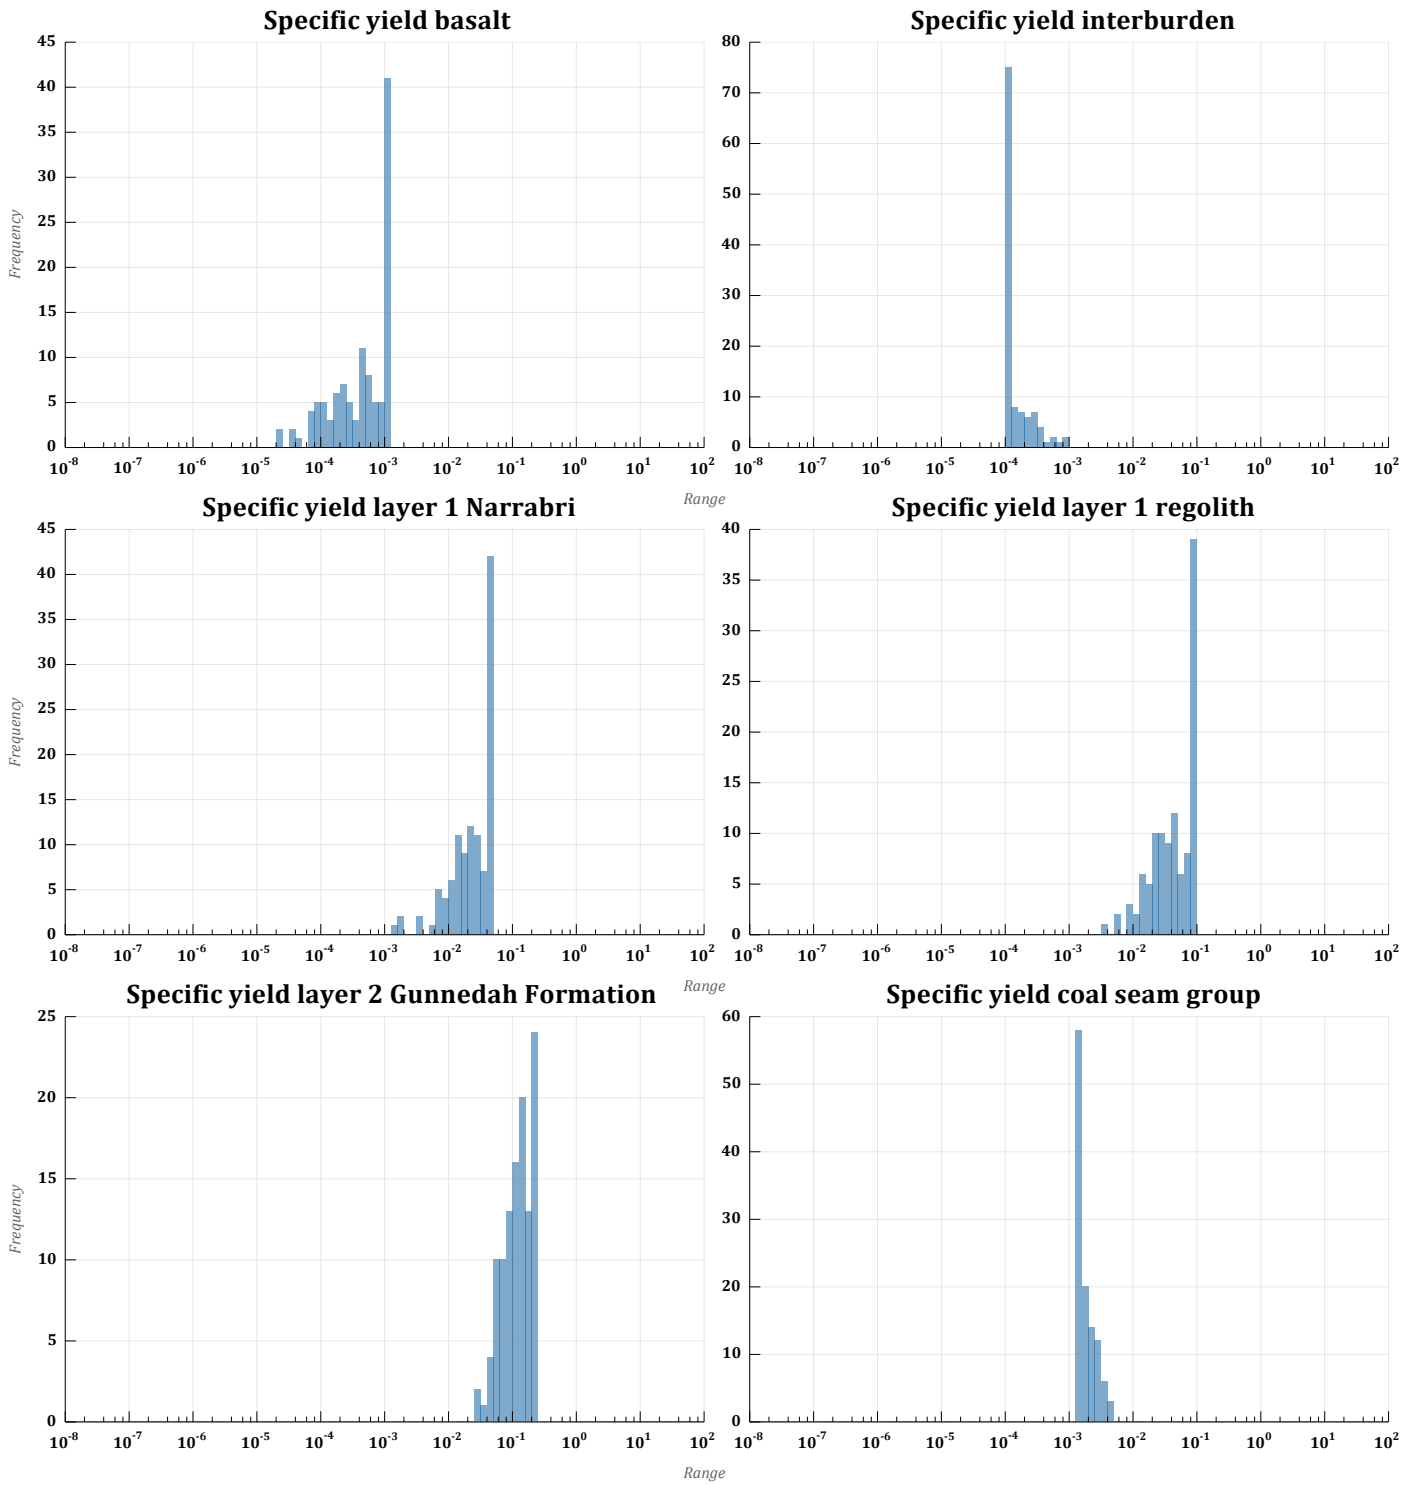 Specific yield basalt
45
40
35
30
25
20
15
10
5
0
Frequency
10-8 10-7 10-6 10-5 10-4 10-3 10-2 10-1 100 101 102
Specific yield interburden
80
70
60
50
40
30
20
10
0
10-8 10-7 10-6 10-5 10-4 10-3 10-2 10-1 100 101 102
Range
Specific yield layer 1 Narrabri
45
40
35
30
25
20
15
10
5
0
Frequency
10-8 10-7 10-6 10-5 10-4 10-3 10-2 10-1 100 101 102
Specific yield layer 1 regolith
40
35
30
25
20
15
10
5
0
10-8 10-7 10-6 10-5 10-4 10-3 10-2 10-1 100 101 102
Range
Specific yield layer 2 Gunnedah Formation
25
20
15
10
5
0
Frequency
10-8 10-7 10-6 10-5 10-4 10-3 10-2 10-1 100 101 102
Specific yield coal seam group
60
50
40
30
20
10
0
10-8 10-7 10-6 10-5 10-4 10-3 10-2 10-1 100 101 102
Range